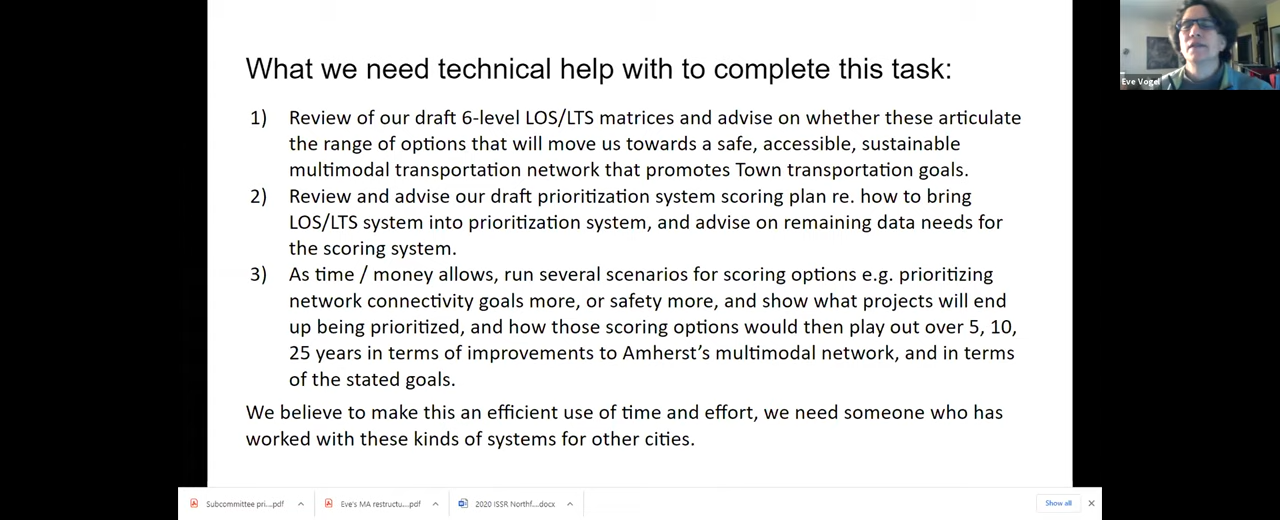 What we need technical help with to complete this task:
1) Review of our draft 6-level LOS/LTS matrices and advise on whether these articulate
the range of options that will move us towards a safe, accessible, sustainable
multimodal transportation network that promotes Town transportation goals.
2) Review and advise our draft prioritization system scoring plan re. how to bring
LOS/LTS system into prioritization system, and advise on remaining data needs for
the scoring system.
3) As time / money allows, run several scenarios for scoring options e.g. prioritizing
network connectivity goals more, or safety more, and show what projects will end
up being prioritized, and how those scoring options would then play out over 5, 10,
25 years in terms of improvements to Amherst's multimodal network, and in terms
of the stated goals.
We believe to make this an efficient use of time and effort, we need someone who has
worked with these kinds of systems for other cities.
Eve Vogel
Subcommittee pri....pdf
Eve's MA restructu....pdf
2020 ISSR Northf....docx
Show all